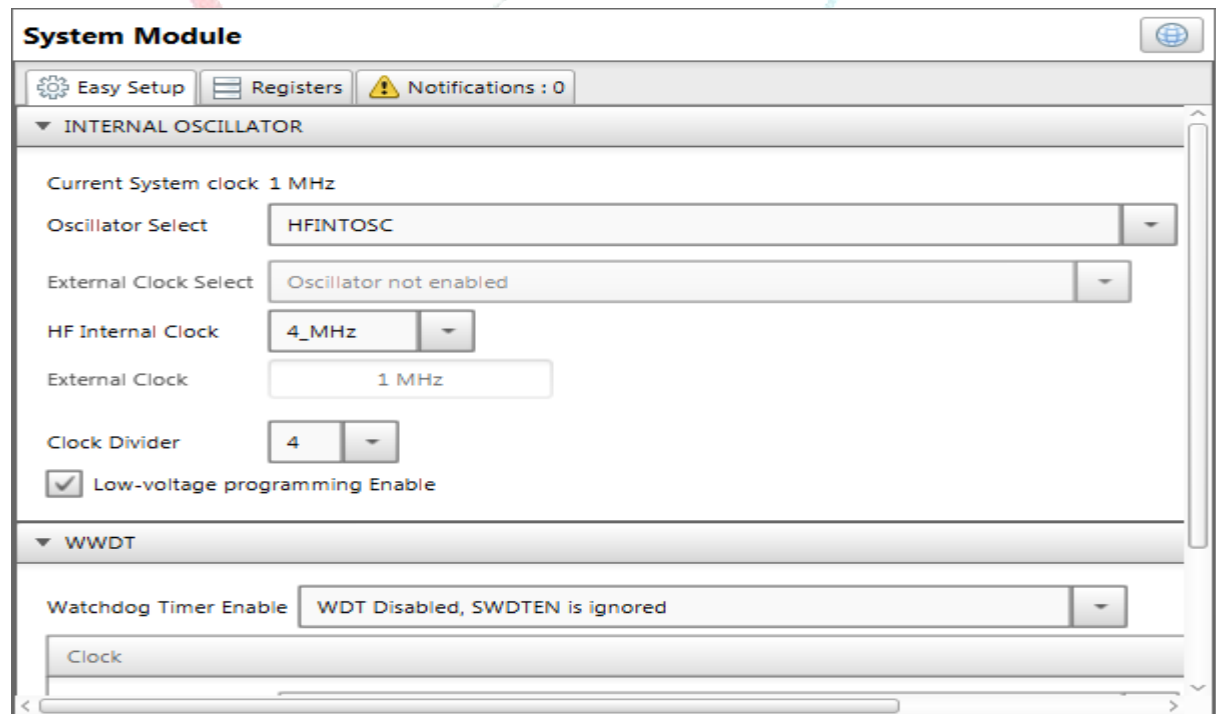 System Module
Easy Setup Registers Notifications : 0
INTERNAL OSCILLATOR
Current System clock 1 MHz
Oscillator Select HFINTOSC
External Clock Select Oscillator not enabled
HF Internal Clock 4_MHz
External Clock 1 MHz
Clock Divider 4
Low-voltage programming Enable
WWDT
Watchdog Timer Enable WDT Disabled, SWDTEN is ignored
Clock